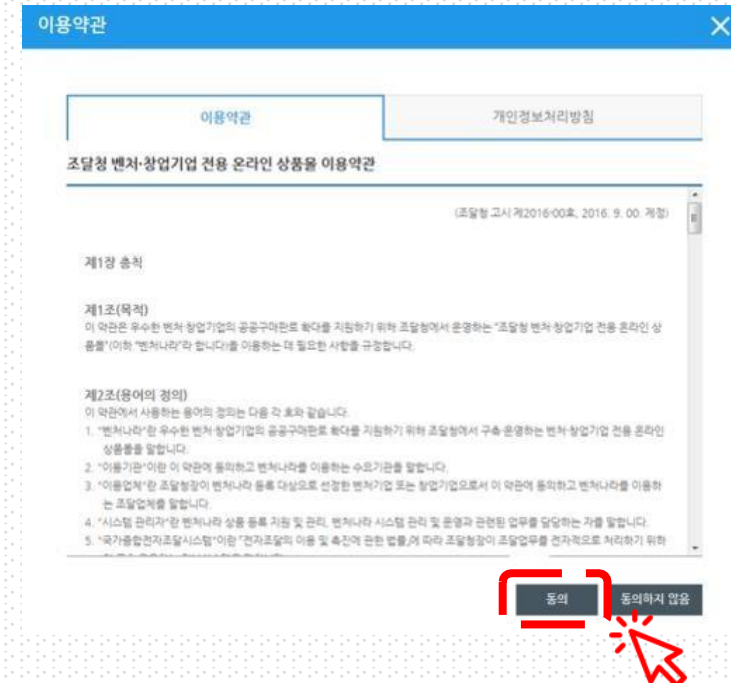 이용약관
이용약관
개인정보처리방침
조달청 벤처·창업기업 전용 온라인 상품몰 이용약관
(조달청 고시 제2016-00호, 2016. 9. 00. 제정)
제1장 총칙
제1조(목적)
이 약관은 우수한 벤처·창업기업의 공공구매판로 확대를 지원하기 위해 조달청에서 운영하는 "조달청 벤처·창업기업 전용 온라인 상
품몰"(이하 "벤처나라"라 합니다)을 이용하는 데 필요한 사항을 규정합니다.
제2조(용어의 정의)
이 약관에서 사용하는 용어의 정의는 다음 각 호와 같습니다.
1. "벤처나라"란 우수한 벤처·창업기업의 공공구매판로 확대를 지원하기 위해 조달청에서 구축·운영하는 벤처·창업기업 전용 온라인
상품몰을 말합니다.
2. "이용기관"이란 이 약관에 동의하고 벤처나라를 이용하는 수요기관을 말합니다.
3. "이용업체"란 조달청장이 벤처나라 등록 대상으로 선정한 벤처기업 또는 창업기업으로서 이 약관에 동의하고 벤처나라를 이용하
는 조달업체를 말합니다.
4. "시스템 관리자"란 벤처나라 상품 등록 지원 및 관리, 벤처나라 시스템 관리 및 운영과 관련된 업무를 담당하는 자를 말합니다.
5. "국가종합전자조달시스템"이란 「전자조달의 이용 및 촉진에 관한 법률」에 따라 조달청장이 조달업무를 전자적으로 처리하기 위하
동의
동의하지 않음